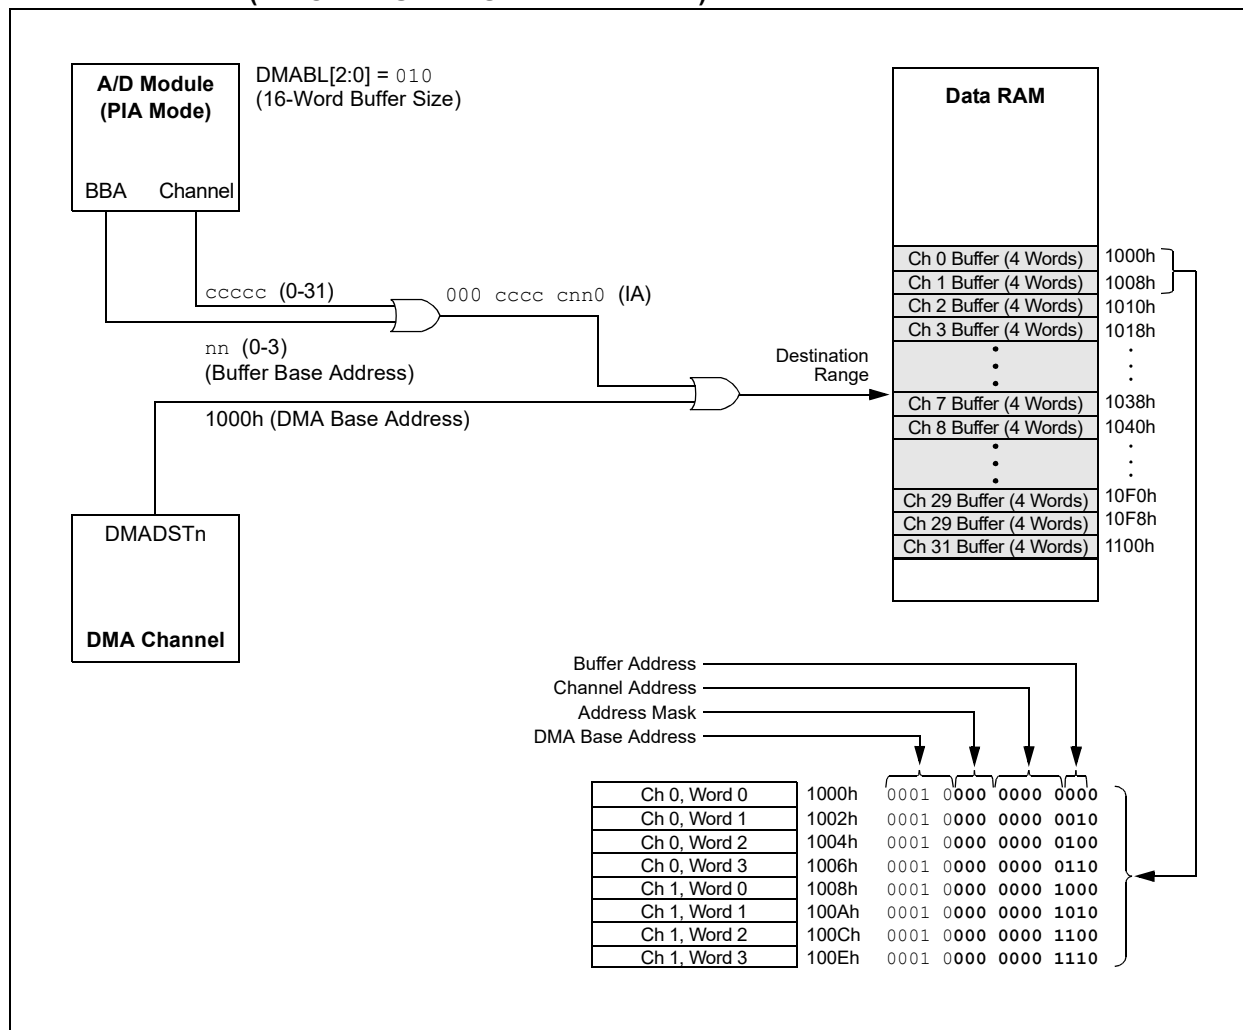 A/D Module
(PIA Mode)
BBA Channel
DMABL[2:0] = 010
(16-Word Buffer Size)
ccccc (0-31)
000 cccc cnn0 (IA)
nn (0-3)
(Buffer Base Address)
1000h (DMA Base Address)
Destination
Range
DMADSTn
DMA Channel
Data RAM
Ch 0 Buffer (4 Words) 1000h
Ch 1 Buffer (4 Words) 1008h
Ch 2 Buffer (4 Words) 1010h
Ch 3 Buffer (4 Words) 1018h
Ch 7 Buffer (4 Words) 1038h
Ch 8 Buffer (4 Words) 1040h
Ch 29 Buffer (4 Words) 10F0h
Ch 29 Buffer (4 Words) 10F8h
Ch 31 Buffer (4 Words) 1100h
Buffer Address
Channel Address
Address Mask
DMA Base Address
Ch 0, Word 0 1000h 0001 0000 0000 0000
Ch 0, Word 1 1002h 0001 0000 0000 0010
Ch 0, Word 2 1004h 0001 0000 0000 0100
Ch 0, Word 3 1006h 0001 0000 0000 0110
Ch 1, Word 0 1008h 0001 0000 0000 1000
Ch 1, Word 1 100Ah 0001 0000 0000 1010
Ch 1, Word 2 100Ch 0001 0000 0000 1100
Ch 1, Word 3 100Eh 0001 0000 0000 1110